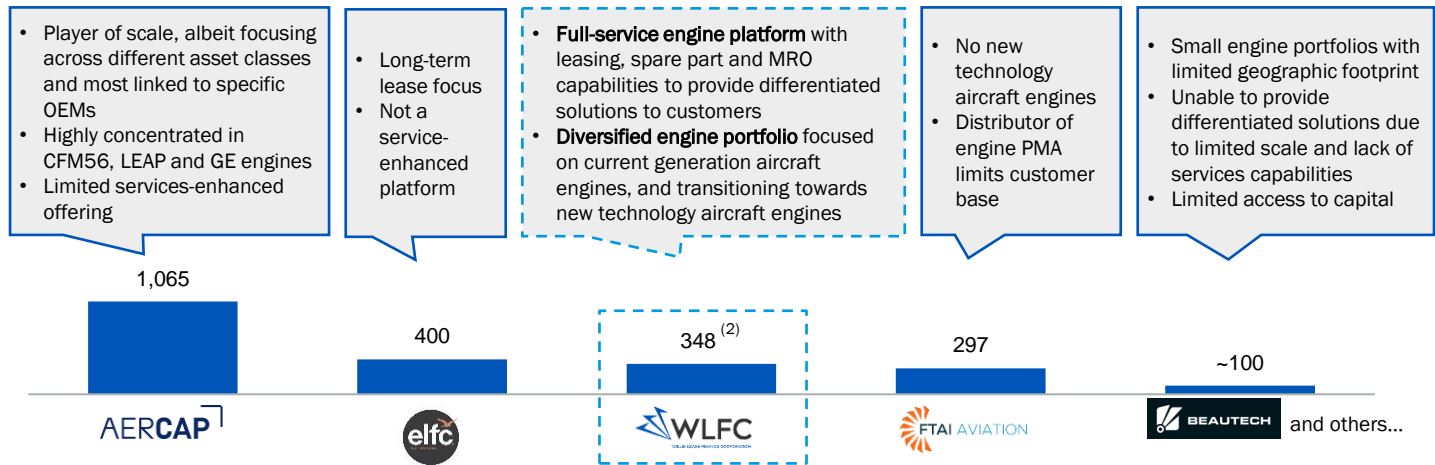 • Player of scale, albeit focusing
across different asset classes
and most linked to specific
OEMs
• Highly concentrated in
CFM56, LEAP and GE engines
• Limited services-enhanced
offering
• Long-term
lease focus
• Not a
service-
enhanced
platform
• Full-service engine platform with
leasing, spare part and MRO
capabilities to provide differentiated
solutions to customers
• Diversified engine portfolio focused
on current generation aircraft
engines, and transitioning towards
new technology aircraft engines
• No new
technology
aircraft engines
• Distributor of
engine PMA
limits customer
base
• Small engine portfolios with
limited geographic footprint
• Unable to provide
differentiated solutions due
to limited scale and lack of
services capabilities
• Limited access to capital
1,065
400
348 (2)
297
~100
AERCAP
elfc
WLFC
WILLIS LEASE FINANCE CORPORATION
FTAI AVIATION
BEAUTECH
and others...